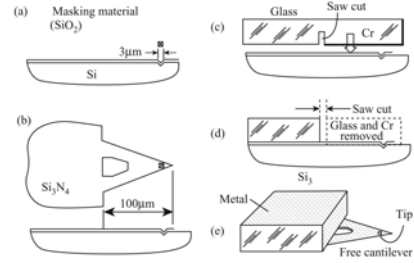 (a)
Masking material
(SiO₂)
3μm
Si
(b)
Si₃N₄
100μm
(c)
Glass
Saw cut
Cr
(d)
Saw cut
Glass and Cr
removed
Si₃
Metal
Tip
(e)
Free cantilever